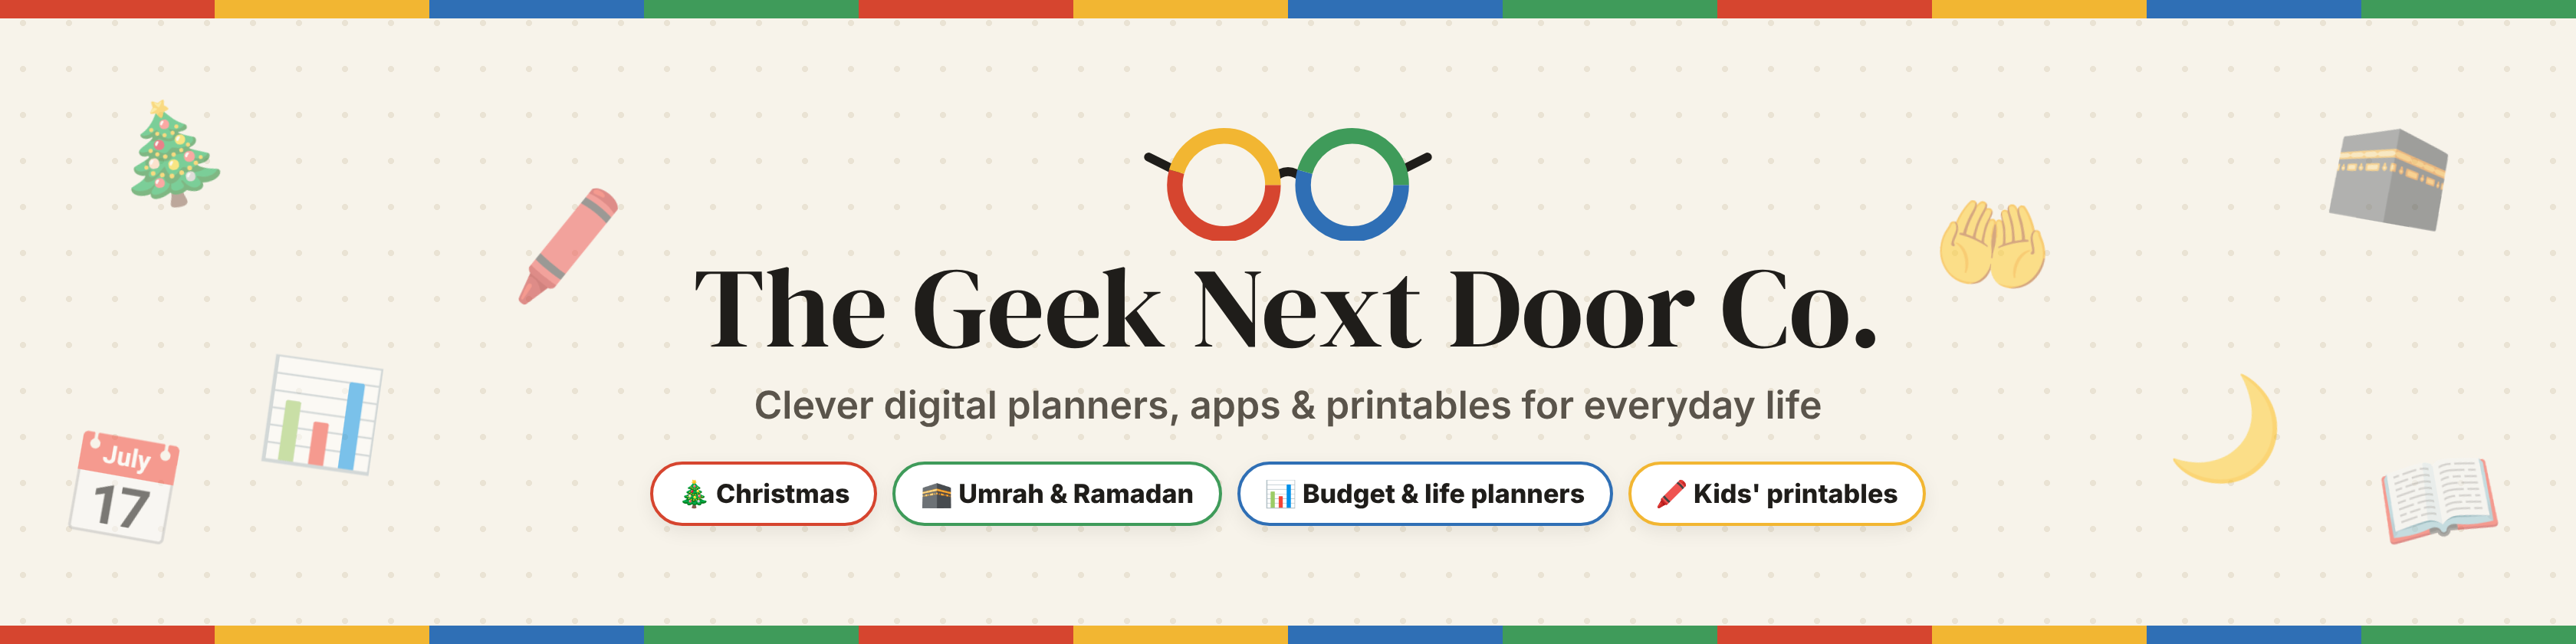 The Geek Next Door Co.
Clever digital planners, apps & printables for everyday life
Christmas
Umrah & Ramadan
Budget & life planners
Kids' printables
July
17